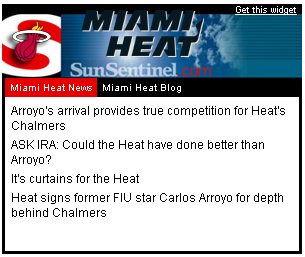 Get this widget
MIAMI
HEAT
SunSentinel.com
Miami Heat News Miami Heat Blog
Arroyo's arrival provides true competition for Heat's
Chalmers
ASK IRA: Could the Heat have done better than
Arroyo?
It's curtains for the Heat
Heat signs former FIU star Carlos Arroyo for depth
behind Chalmers